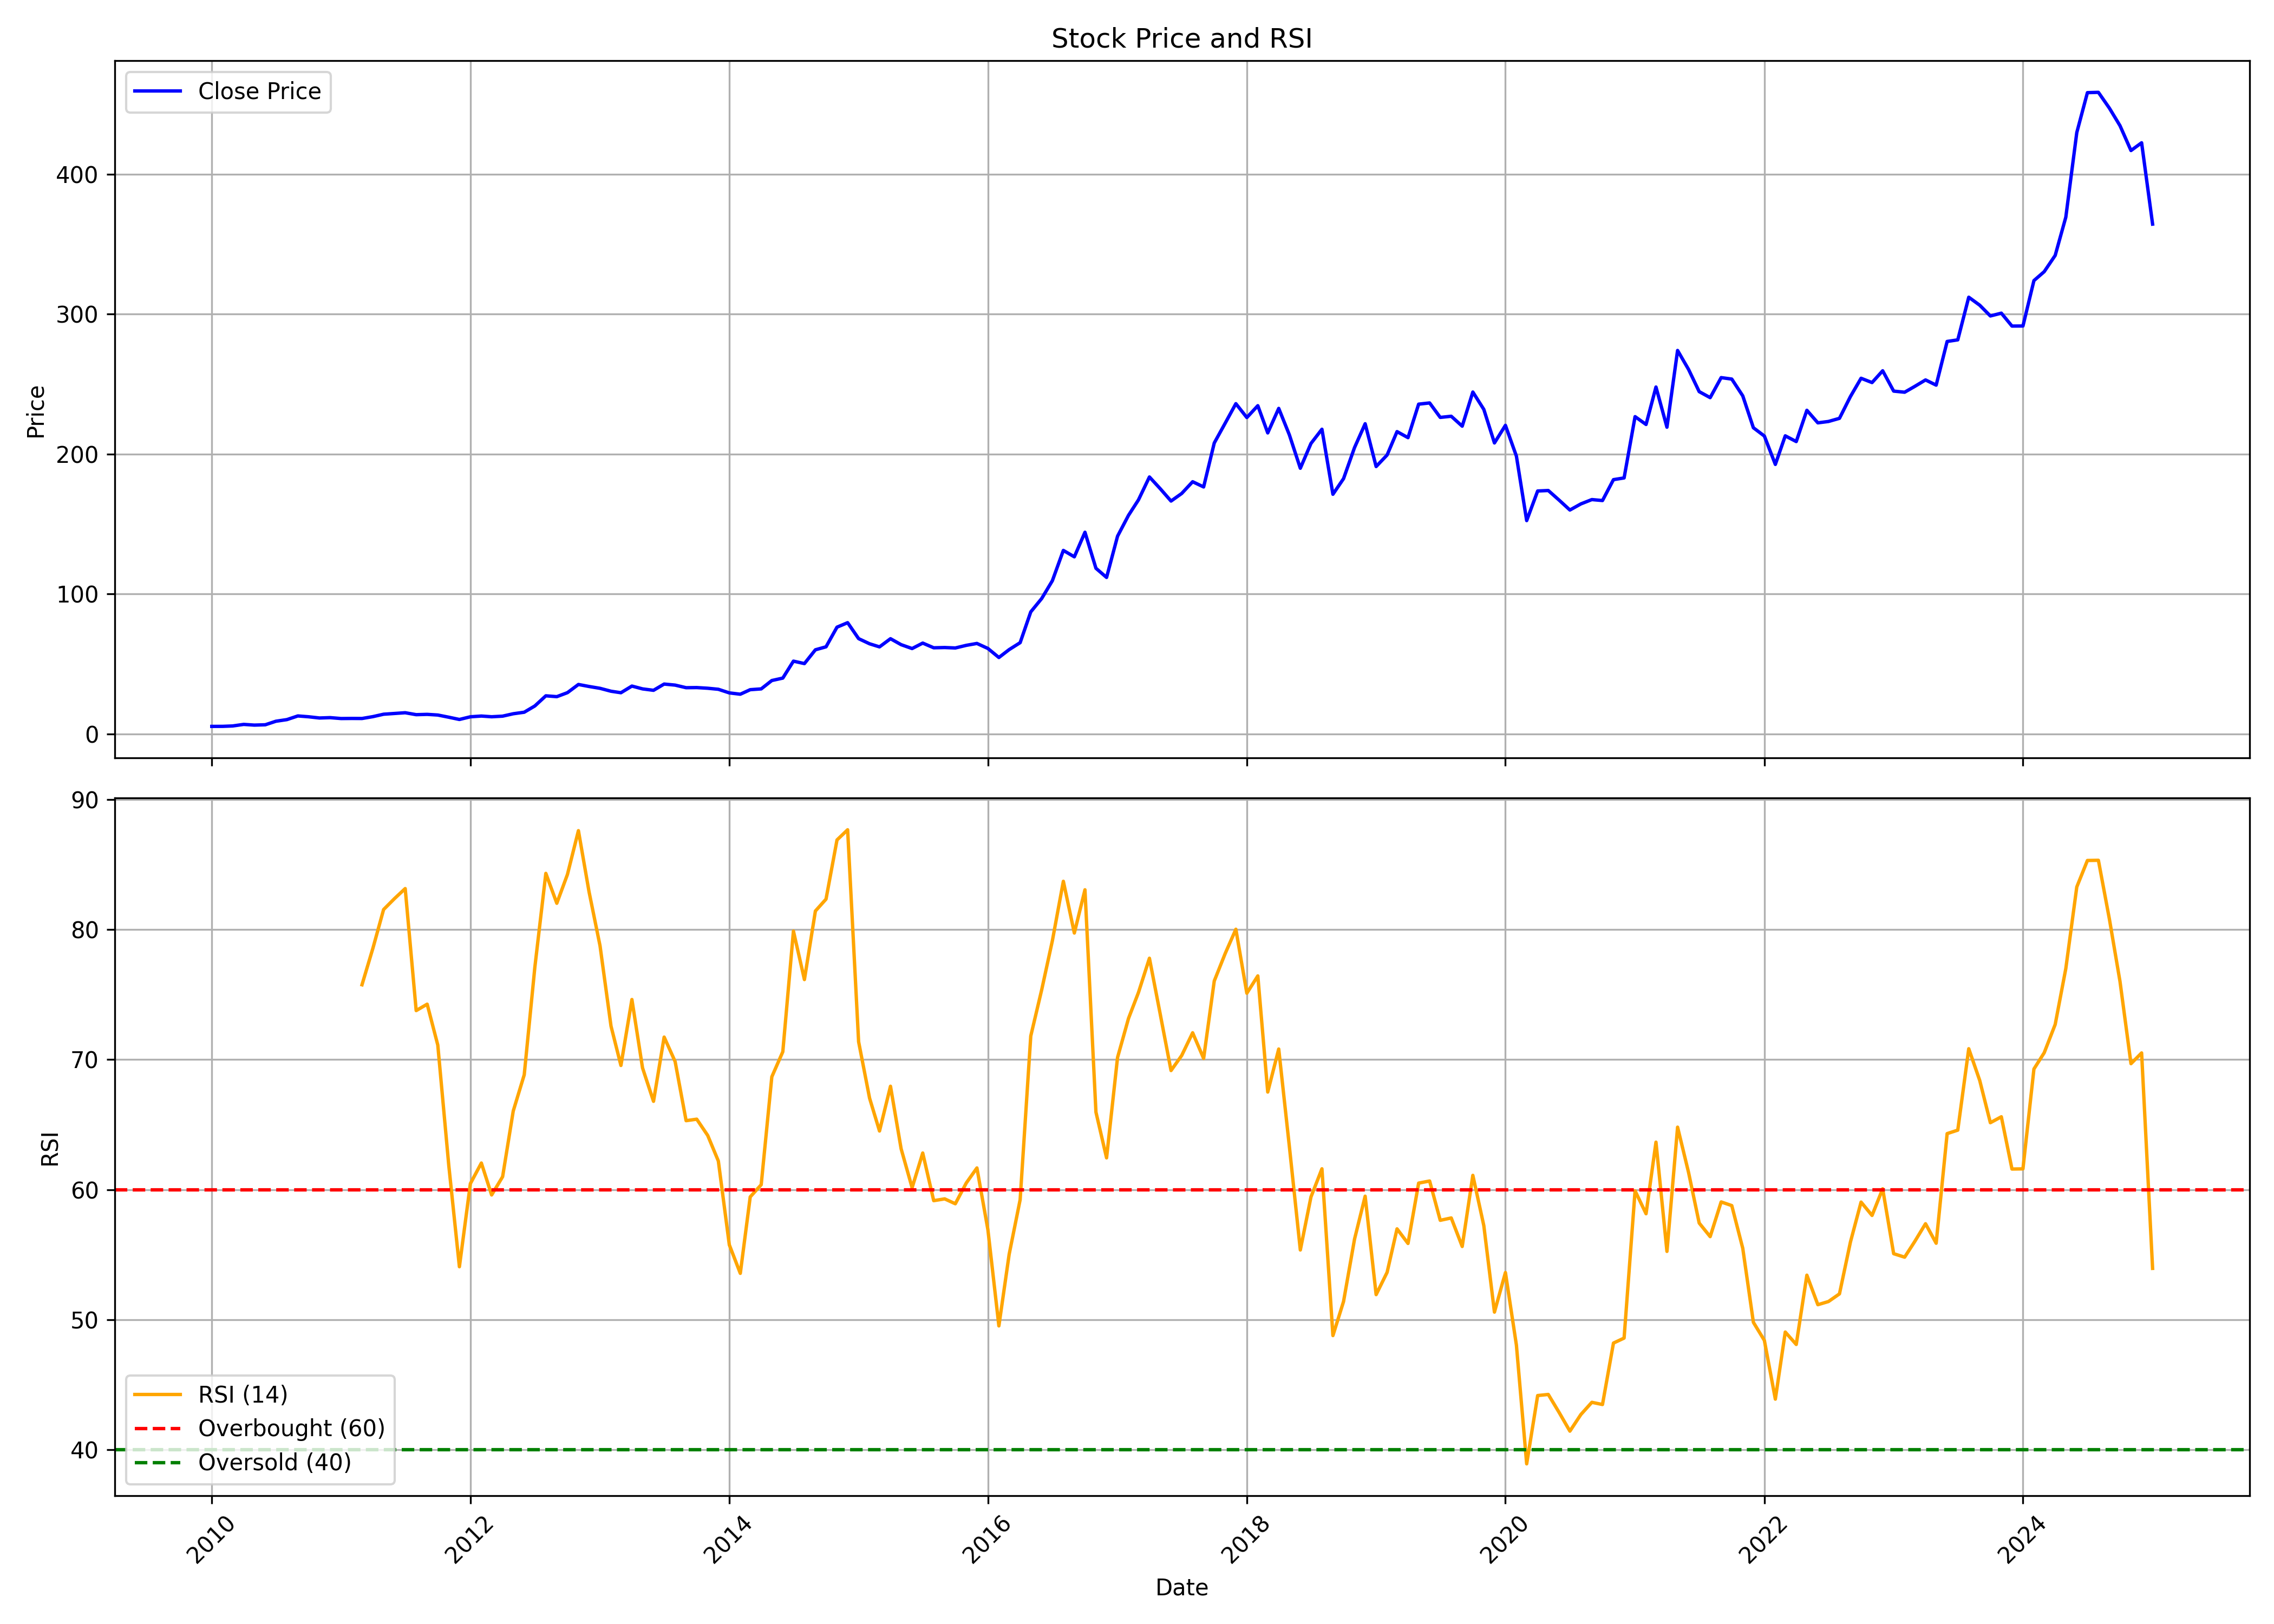 Stock Price and RSI
Close Price
Price
400
300
200
100
0
90
80
70
60
50
40
RSI
RSI (14)
Overbought (60)
Oversold (40)
2010
2012
2014
2016
2018
2020
2022
2024
Date